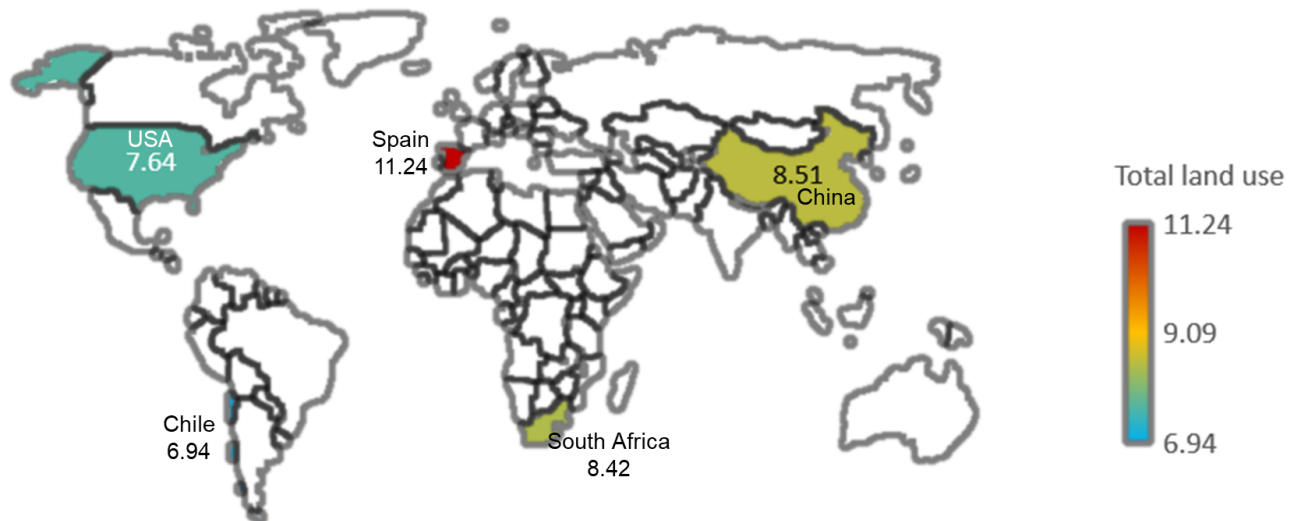 USA
7.64
Spain
11.24
8.51
China
Chile
6.94
South Africa
8.42
Total land use
11.24
9.09
6.94